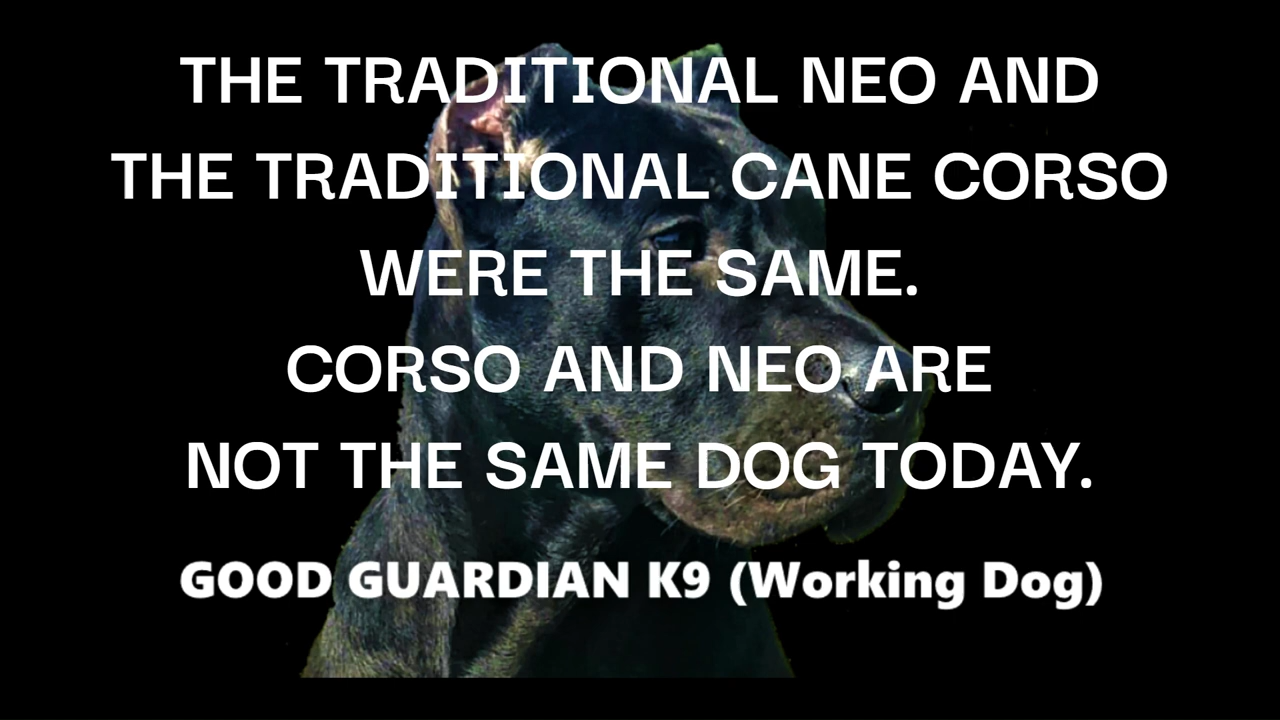 THE TRADITIONAL NEO AND
THE TRADITIONAL CANE CORSO
WERE THE SAME.
CORSO AND NEO ARE
NOT THE SAME DOG TODAY.
GOOD GUARDIAN K9 (Working Dog)